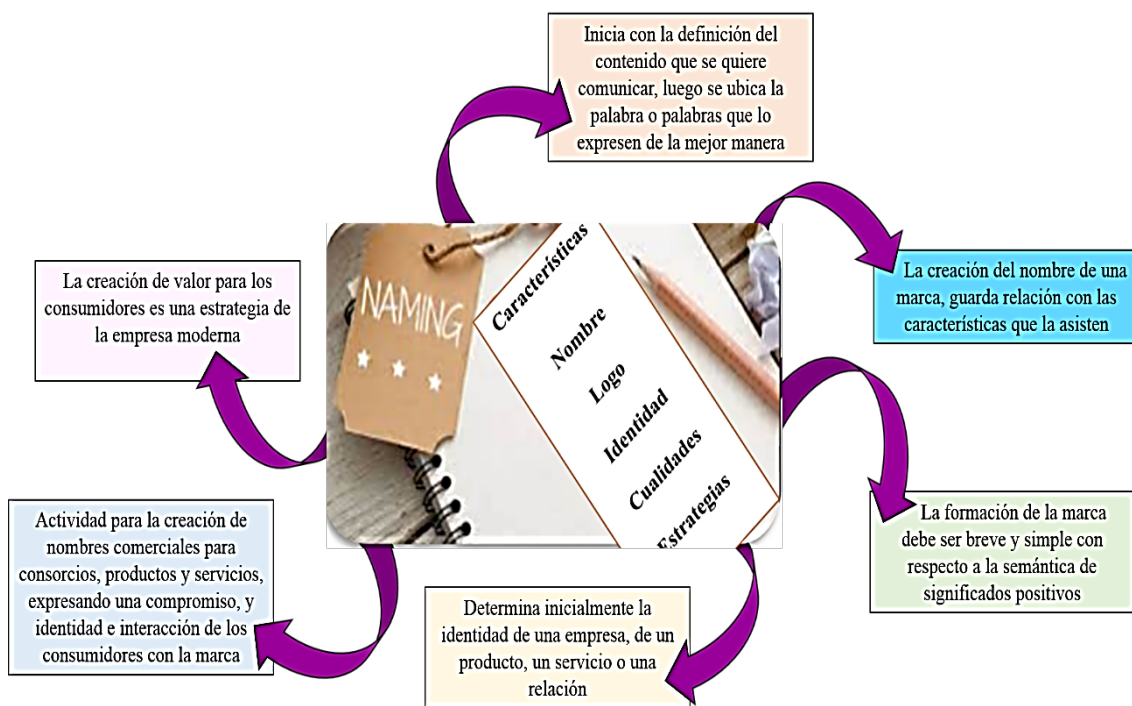 Inicia con la definición del
contenido que se quiere
comunicar, luego se ubica la
palabra o palabras que lo
expresen de la mejor manera
La creación del nombre de una
marca, guarda relación con las
características que la asisten
La formación de la marca
debe ser breve y simple con
respecto a la semántica de
significados positivos
Determina inicialmente la
identidad de una empresa, de un
producto, un servicio o una
relación
Actividad para la creación de
nombres comerciales para
consorcios, productos y servicios,
expresando una compromiso, y
identidad e interacción de los
consumidores con la marca
La creación de valor para los
consumidores es una estrategia de
la empresa moderna
NAMING
Características
Nombre
Logo
Identidad
Cualidades
Estrategias